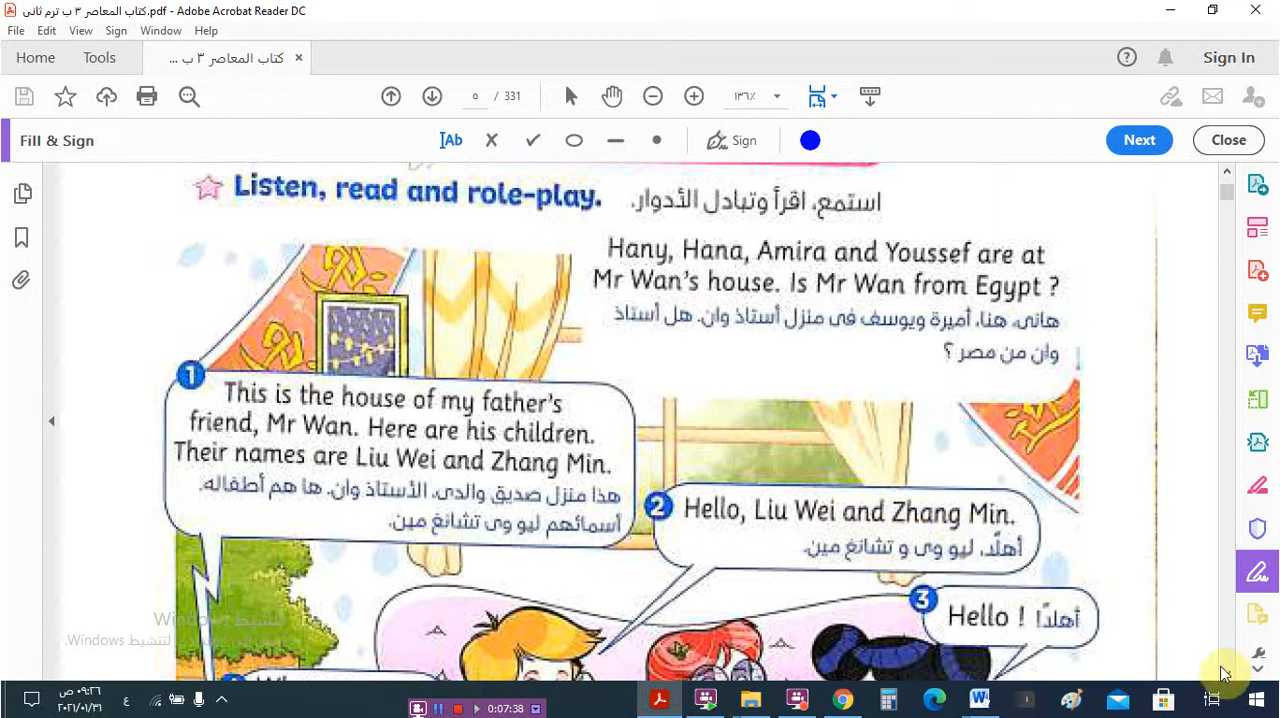 كتاب المعاصر ٣ ب ترم ثانى.pdf - Adobe Acrobat Reader DC
File Edit View Sign Window Help
Home Tools كتاب المعاصر ٣ ب ... × Sign In
٥ / 331 ١٣٦٪
Fill & Sign Ab Sign Next Close
Listen, read and role-play. استمع، اقرأ وتبادل الأدوار.
Hany, Hana, Amira and Youssef are at
Mr Wan's house. Is Mr Wan from Egypt ?
هانى، هنا، أميرة ويوسف فى منزل أستاذ وان. هل أستاذ
وان من مصر ؟
1
This is the house of my father's
friend, Mr Wan. Here are his children.
Their names are Liu Wei and Zhang Min.
هذا منزل صديق والدى، الأستاذ وان. ها هم أطفاله.
أسمائهم ليو وى وتشانغ مين.
2
Hello, Liu Wei and Zhang Min.
أهلًا، ليو وى و تشانغ مين.
3
Hello ! أهلاً
تنشيط Windows
لتنشيط Windows.
٠٩:٢٦ ص
٢٠٢١/٠١/٣١
ع
0:07:38